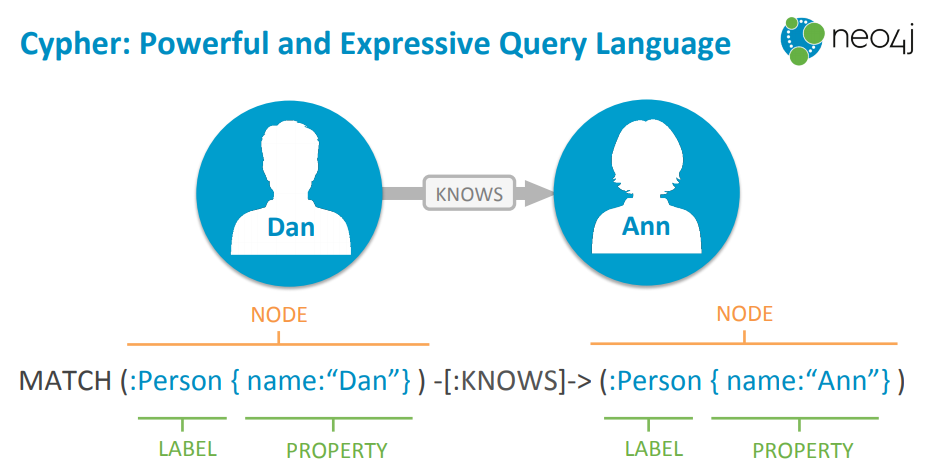 Cypher: Powerful and Expressive Query Language
neo4j
KNOWS
Dan
Ann
NODE
NODE
MATCH (:Person { name:“Dan”} ) -[:KNOWS]-> (:Person { name:“Ann”} )
LABEL
PROPERTY
LABEL
PROPERTY